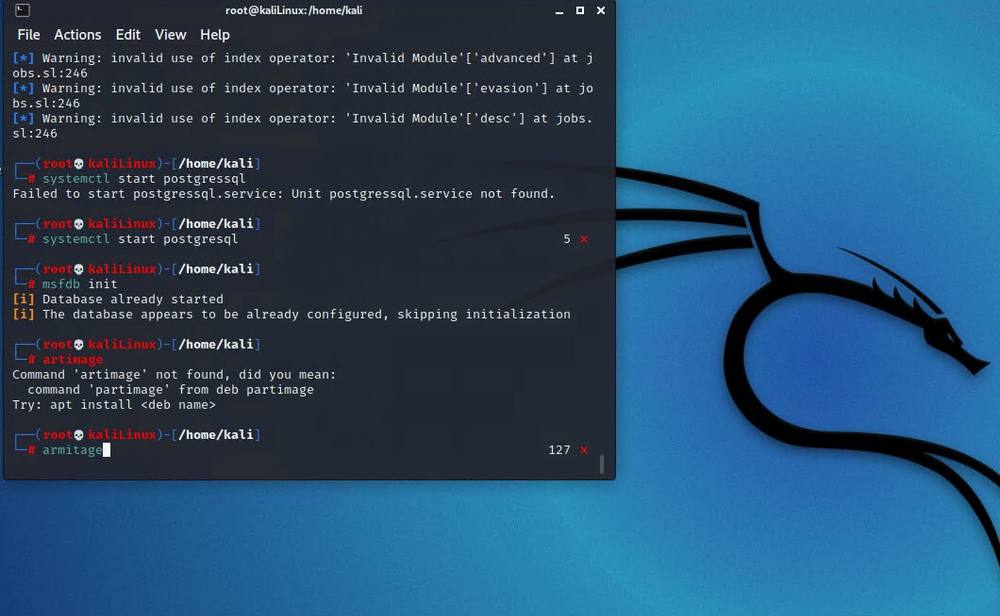 root@kaliLinux:/home/kali
File Actions Edit View Help
[*] Warning: invalid use of index operator: 'Invalid Module'['advanced'] at j
obs.sl:246
[*] Warning: invalid use of index operator: 'Invalid Module'['evasion'] at jo
bs.sl:246
[*] Warning: invalid use of index operator: 'Invalid Module'['desc'] at jobs.
sl:246
┌──(root💀kaliLinux)-[/home/kali]
└─# systemctl start postgressql
Failed to start postgressql.service: Unit postgressql.service not found.
┌──(root💀kaliLinux)-[/home/kali]
└─# systemctl start postgresql 5 ⨯
┌──(root💀kaliLinux)-[/home/kali]
└─# msfdb init
[i] Database already started
[i] The database appears to be already configured, skipping initialization
┌──(root💀kaliLinux)-[/home/kali]
└─# artimage
Command 'artimage' not found, did you mean:
command 'partimage' from deb partimage
Try: apt install <deb name>
┌──(root💀kaliLinux)-[/home/kali]
└─# armitage 127 ⨯